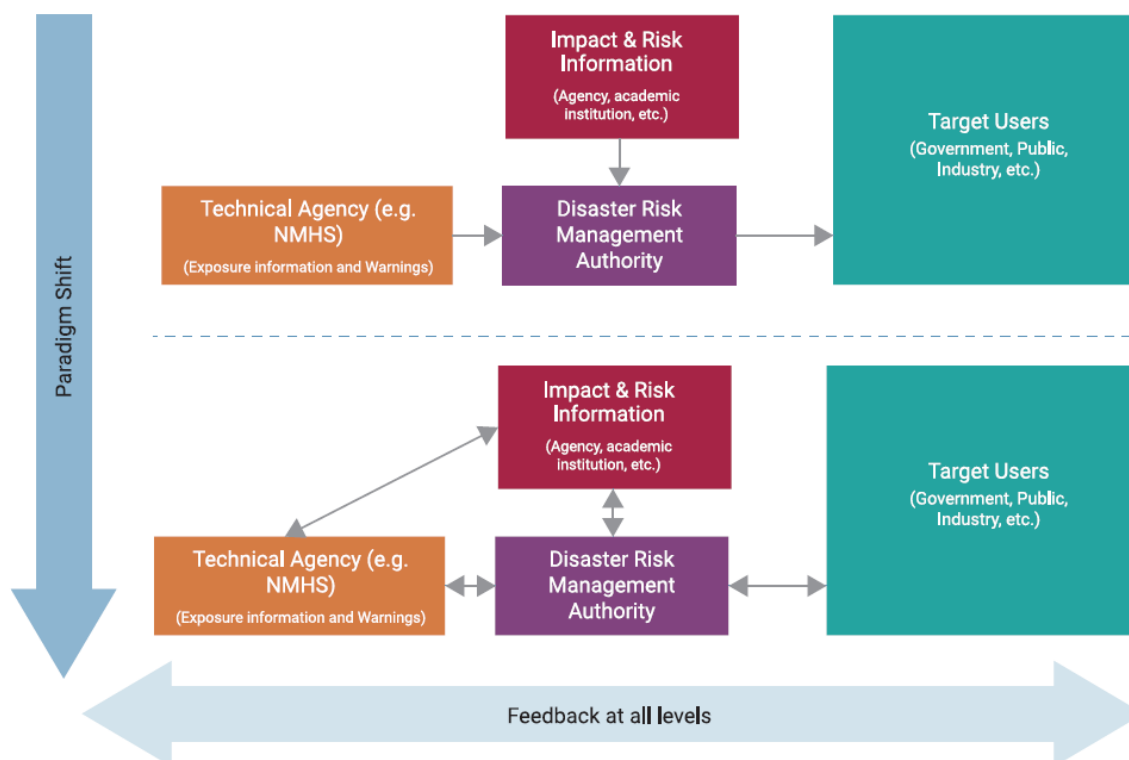 Impact & Risk
Information
(Agency, academic
institution, etc.)
Target Users
(Government, Public,
Industry, etc.)
Technical Agency (e.g.
NMHS)
(Exposure information and Warnings)
Disaster Risk
Management
Authority
Paradigm Shift
Impact & Risk
Information
(Agency, academic
institution, etc.)
Target Users
(Government, Public,
Industry, etc.)
Technical Agency (e.g.
NMHS)
(Exposure information and Warnings)
Disaster Risk
Management
Authority
Feedback at all levels